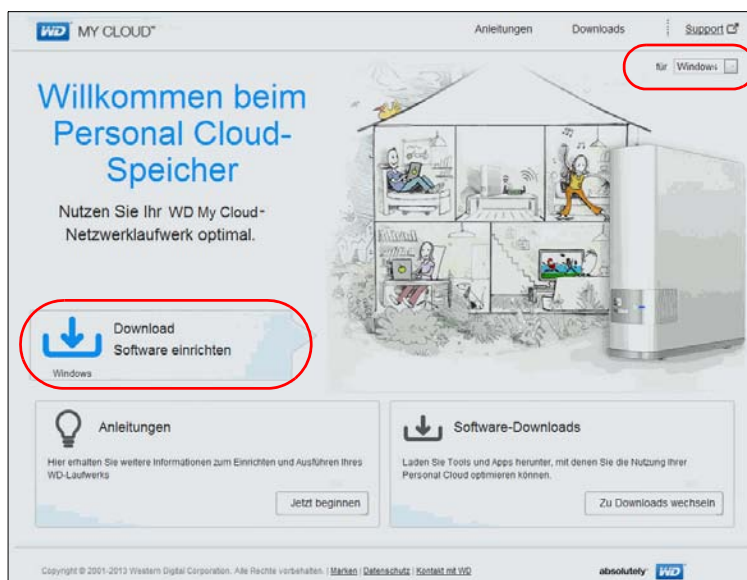 WD MY CLOUD™
Anleitungen Downloads Support
für Windows
Willkommen beim
Personal Cloud-
Speicher
Nutzen Sie Ihr WD My Cloud-
Netzwerklaufwerk optimal.
Download
Software einrichten
Windows
Anleitungen
Hier erhalten Sie weitere Informationen zum Einrichten und Ausführen Ihres
WD-Laufwerks
Jetzt beginnen
Software-Downloads
Laden Sie Tools und Apps herunter, mit denen Sie die Nutzung Ihrer
Personal Cloud optimieren können.
Zu Downloads wechseln
Copyright © 2001-2013 Western Digital Corporation. Alle Rechte vorbehalten. | Marken | Datenschutz | Kontakt mit WD
absolutely WD